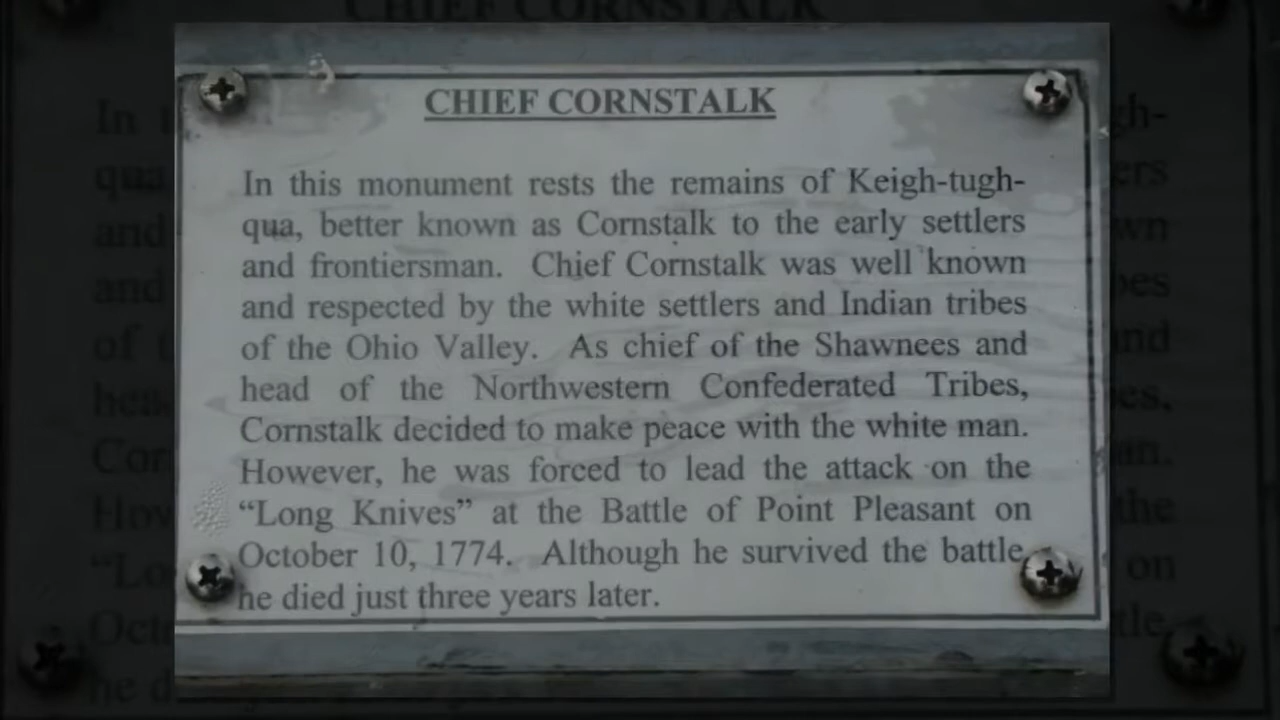 CHIEF CORNSTALK
In this monument rests the remains of Keigh-tugh-
qua, better known as Cornstalk to the early settlers
and frontiersman. Chief Cornstalk was well known
and respected by the white settlers and Indian tribes
of the Ohio Valley. As chief of the Shawnees and
head of the Northwestern Confederated Tribes,
Cornstalk decided to make peace with the white man.
However, he was forced to lead the attack on the
“Long Knives” at the Battle of Point Pleasant on
October 10, 1774. Although he survived the battle
he died just three years later.